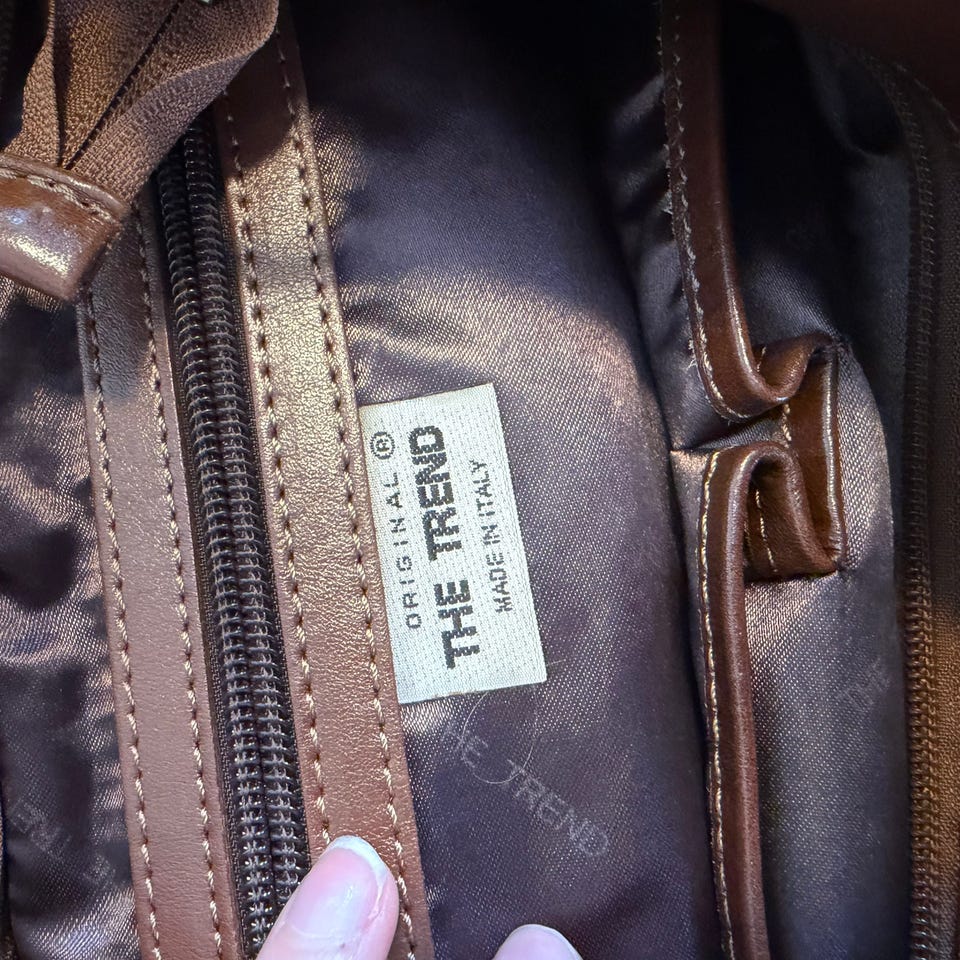 ORIGINAL ®
THE TREND
MADE IN ITALY
THE TREND